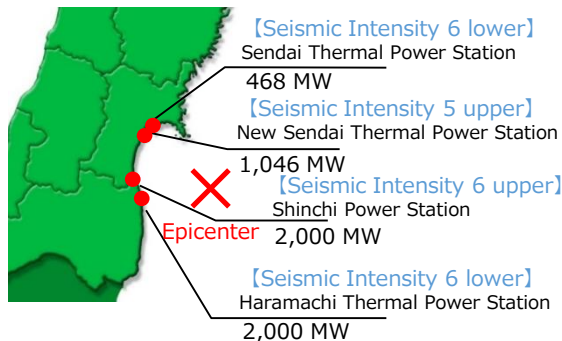 【Seismic Intensity 6 lower】
Sendai Thermal Power Station
468 MW
【Seismic Intensity 5 upper】
New Sendai Thermal Power Station
1,046 MW
【Seismic Intensity 6 upper】
Shinchi Power Station
Epicenter
2,000 MW
【Seismic Intensity 6 lower】
Haramachi Thermal Power Station
2,000 MW